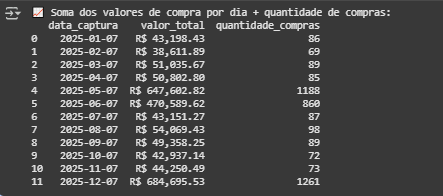 📈 Soma dos valores de compra por dia + quantidade de compras:
data_captura valor_total quantidade_compras
0 2025-01-07 R$ 43,198.43 86
1 2025-02-07 R$ 38,611.89 69
2 2025-03-07 R$ 51,035.67 89
3 2025-04-07 R$ 50,802.80 85
4 2025-05-07 R$ 647,602.82 1188
5 2025-06-07 R$ 470,589.62 860
6 2025-07-07 R$ 43,151.27 87
7 2025-08-07 R$ 54,069.43 98
8 2025-09-07 R$ 49,358.25 89
9 2025-10-07 R$ 42,937.14 72
10 2025-11-07 R$ 44,250.49 73
11 2025-12-07 R$ 684,695.53 1261